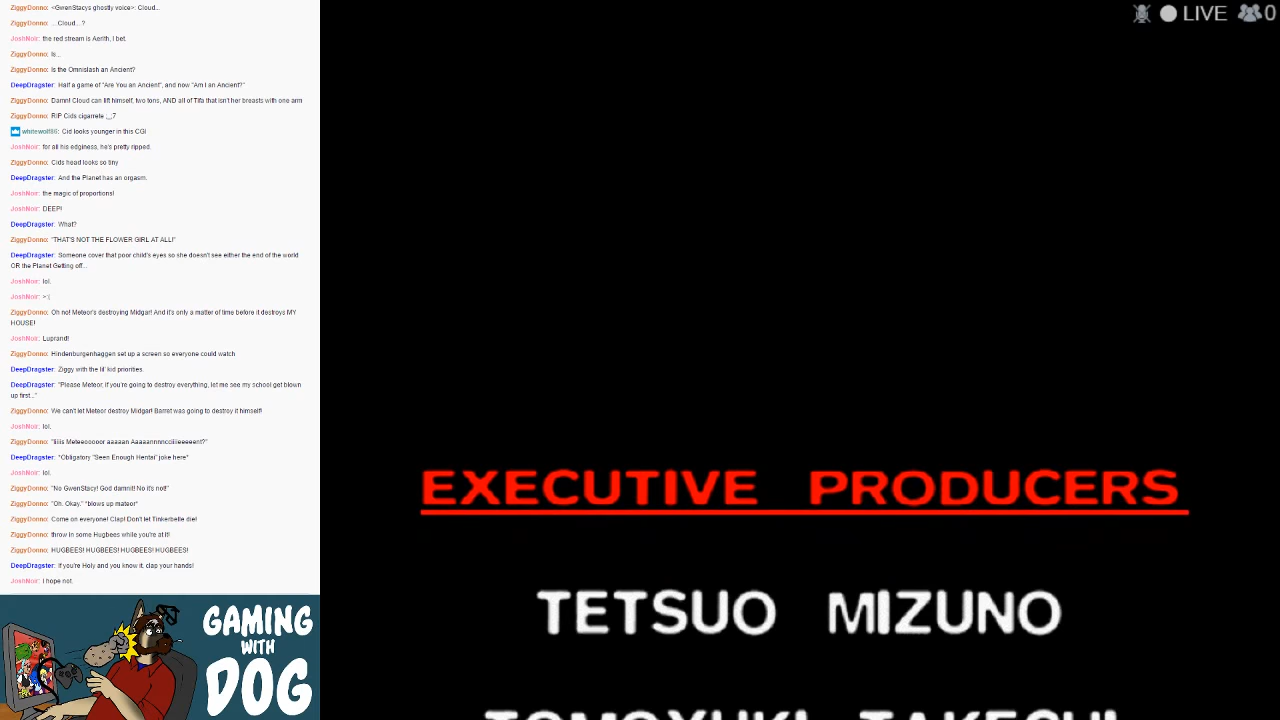 ZiggyDonno: <GwenStacys ghostly voice>: Cloud...
ZiggyDonno: ... Cloud...?
JoshNoir: the red stream is Aerith, I bet.
ZiggyDonno: Is...
ZiggyDonno: Is the Omnislash an Ancient?
DeepDragster: Half a game of "Are You an Ancient", and now "Am I an Ancient?"
ZiggyDonno: Damn! Cloud can lift himself, two tons, AND all of Tifa that isn't her breasts with one arm
ZiggyDonno: RIP Cids cigarrete ;_;7
whitewolf86: Cid looks younger in this CGI
JoshNoir: for all his edginess, he's pretty ripped.
ZiggyDonno: Cids head looks so tiny
DeepDragster: And the Planet has an orgasm.
JoshNoir: the magic of proportions!
JoshNoir: DEEP!
DeepDragster: What?
ZiggyDonno: "THAT'S NOT THE FLOWER GIRL AT ALL!"
DeepDragster: Someone cover that poor child's eyes so she doesn't see either the end of the world
OR the Planet Getting off...
JoshNoir: lol.
JoshNoir: >:(
ZiggyDonno: Oh no! Meteor's destroying Midgar! And it's only a matter of time before it destroys MY
HOUSE!
JoshNoir: Luprand!
ZiggyDonno: Hindenburgenhaggen set up a screen so everyone could watch
DeepDragster: Ziggy with the lil' kid priorities.
DeepDragster: "Please Meteor, if you're going to destroy everything, let me see my school get blown
up first..."
ZiggyDonno: We can't let Meteor destroy Midgar! Barret was going to destroy it himself!
JoshNoir: lol.
ZiggyDonno: "Iiiiis Meteeooooor aaaaan Aaaaannnnciiiieeeeent?"
DeepDragster: *Obligatory "Seen Enough Hentai" joke here*
JoshNoir: lol.
ZiggyDonno: "No GwenStacy! God damnit! No it's not!"
ZiggyDonno: "Oh. Okay." *blows up mateor*
ZiggyDonno: Come on everyone! Clap! Don't let Tinkerbelle die!
ZiggyDonno: throw in some Hugbees while you're at it!
ZiggyDonno: HUGBEES! HUGBEES! HUGBEES! HUGBEES!
DeepDragster: If you're Holy and you know it, clap your hands!
JoshNoir: I hope not.
GAMING
WITH
DOG
LIVE 0
EXECUTIVE PRODUCERS
TETSUO MIZUNO
TOMOYUKI TAKECHI